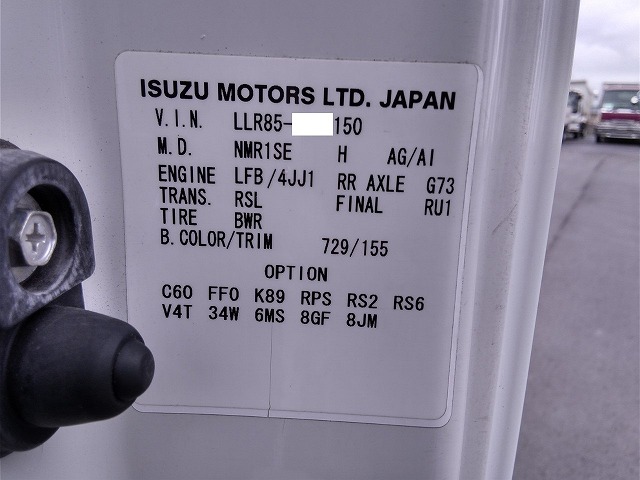 ISUZU MOTORS LTD. JAPAN
V.I.N. LLR85- 150
M.D. NMR1SE H AG/AI
ENGINE LFB/4JJ1 RR AXLE G73
TRANS. RSL FINAL RU1
TIRE BWR
B.COLOR/TRIM 729/155
OPTION
C60 FF0 K89 RPS RS2 RS6
V4T 34W 6MS 8GF 8JM